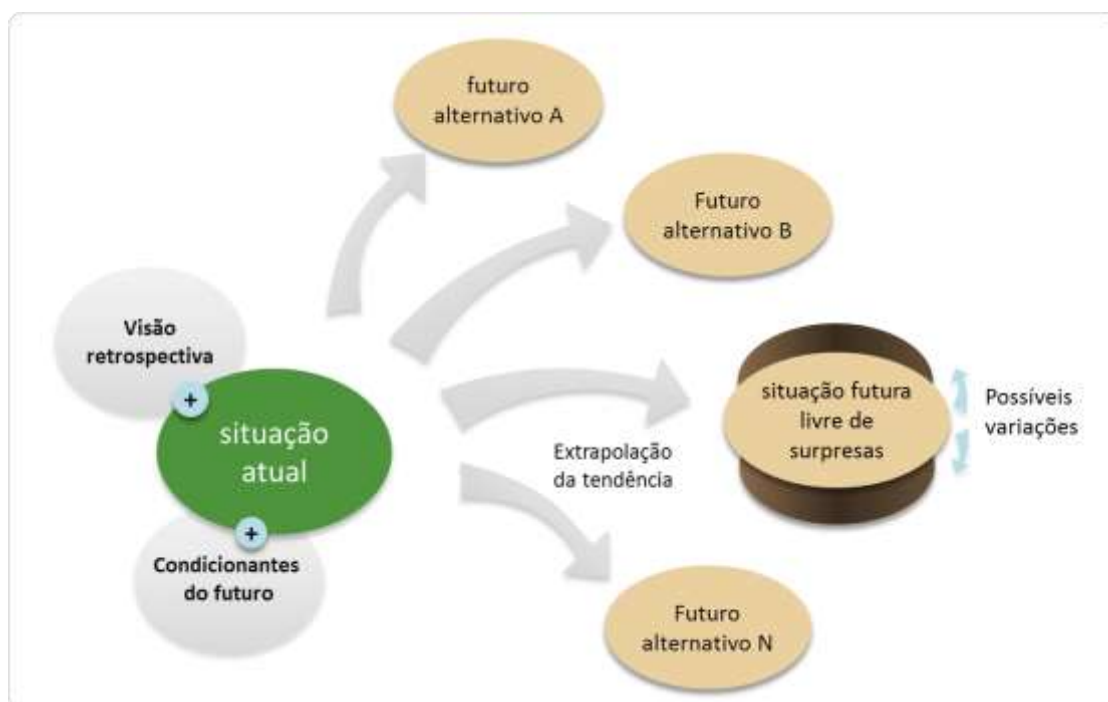 futuro
alternativo A
Futuro
alternativo B
Visão
retrospectiva
+
situação
atual
+
Condicionantes
do futuro
Extrapolação
da tendência
situação futura
livre de
surpresas
Possíveis
variações
Futuro
alternativo N